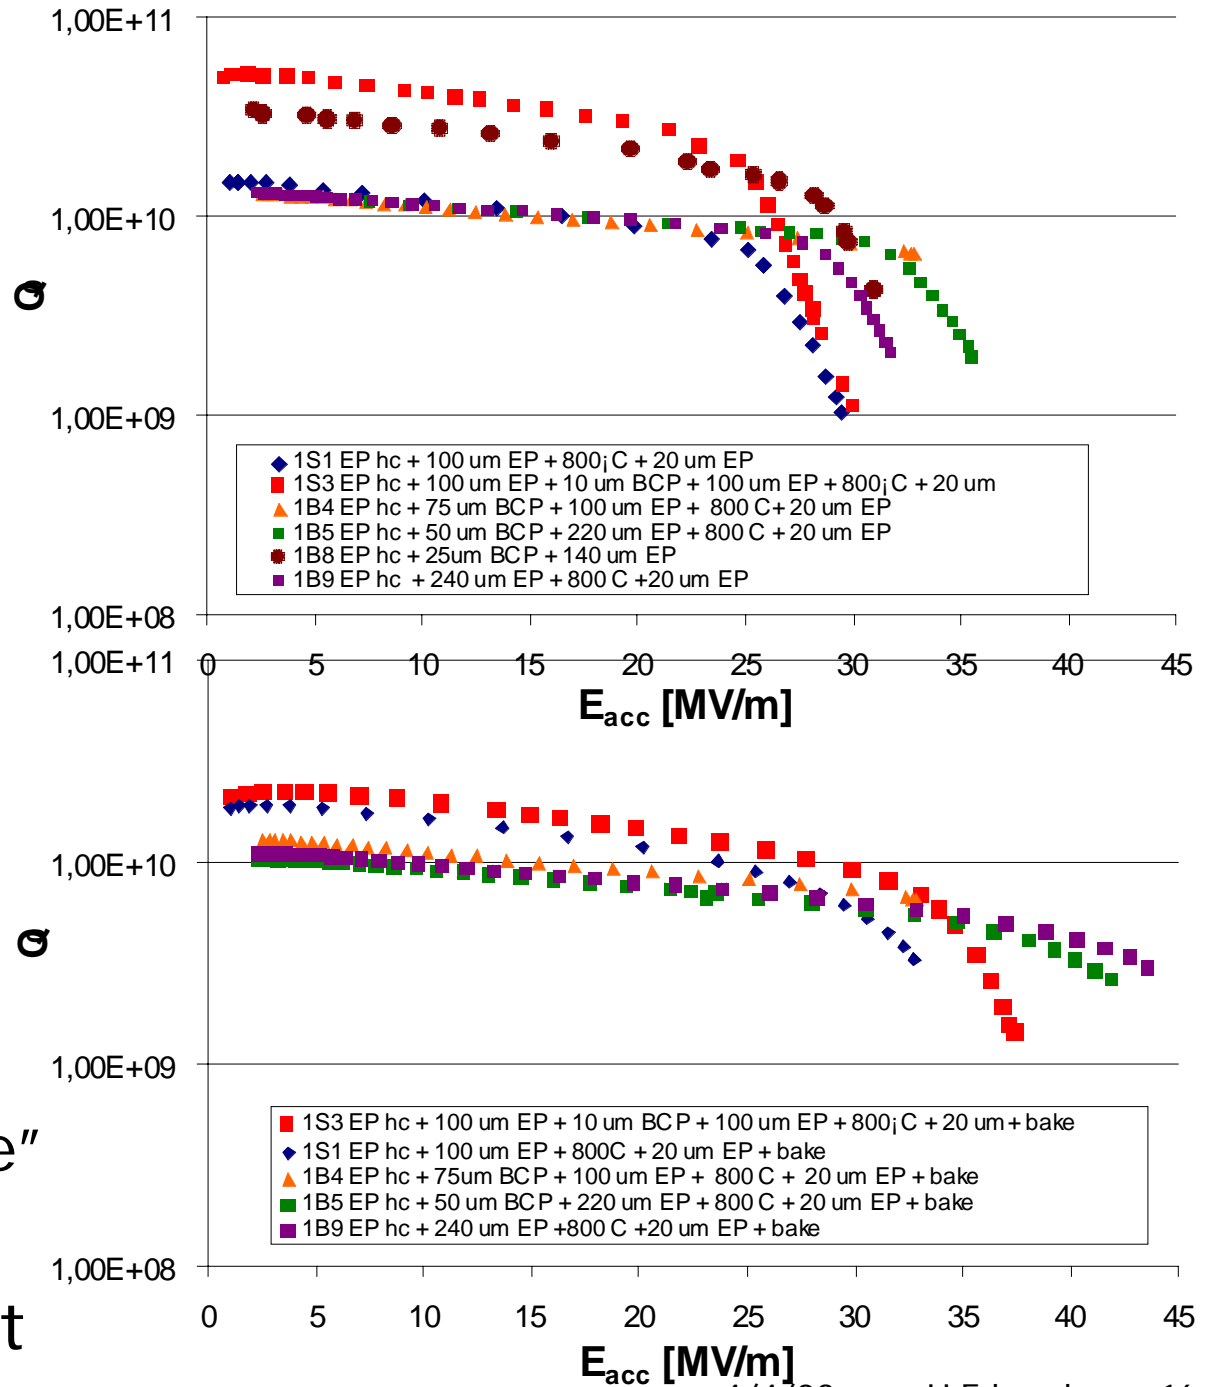 1,00E+11
1,00E+10
Q
1,00E+09
1S1 EP hc + 100 um EP + 800¡C + 20 um EP
1S3 EP hc + 100 um EP + 10 um BCP + 100 um EP + 800¡C + 20 um
1B4 EP hc + 75 um BCP + 100 um EP + 800 C + 20 um EP
1B5 EP hc + 50 um BCP + 220 um EP + 800 C + 20 um EP
1B8 EP hc + 25um BCP + 140 um EP
1B9 EP hc + 240 um EP + 800 C +20 um EP
1,00E+08
0 5 10 15 20 25 30 35 40 45
Eacc [MV/m]
1,00E+11
1,00E+10
Q
1,00E+09
1S3 EP hc + 100 um EP + 10 um BCP + 100 um EP + 800¡C + 20 um + bake
1S1 EP hc + 100 um EP + 800C + 20 um EP + bake
1B4 EP hc + 75um BCP + 100 um EP + 800 C + 20 um EP + bake
1B5 EP hc + 50 um BCP + 220 um EP + 800 C + 20 um EP + bake
1B9 EP hc + 240 um EP +800 C +20 um EP + bake
e"
1,00E+08
t
0 5 10 15 20 25 30 35 40 45
Eacc [MV/m]